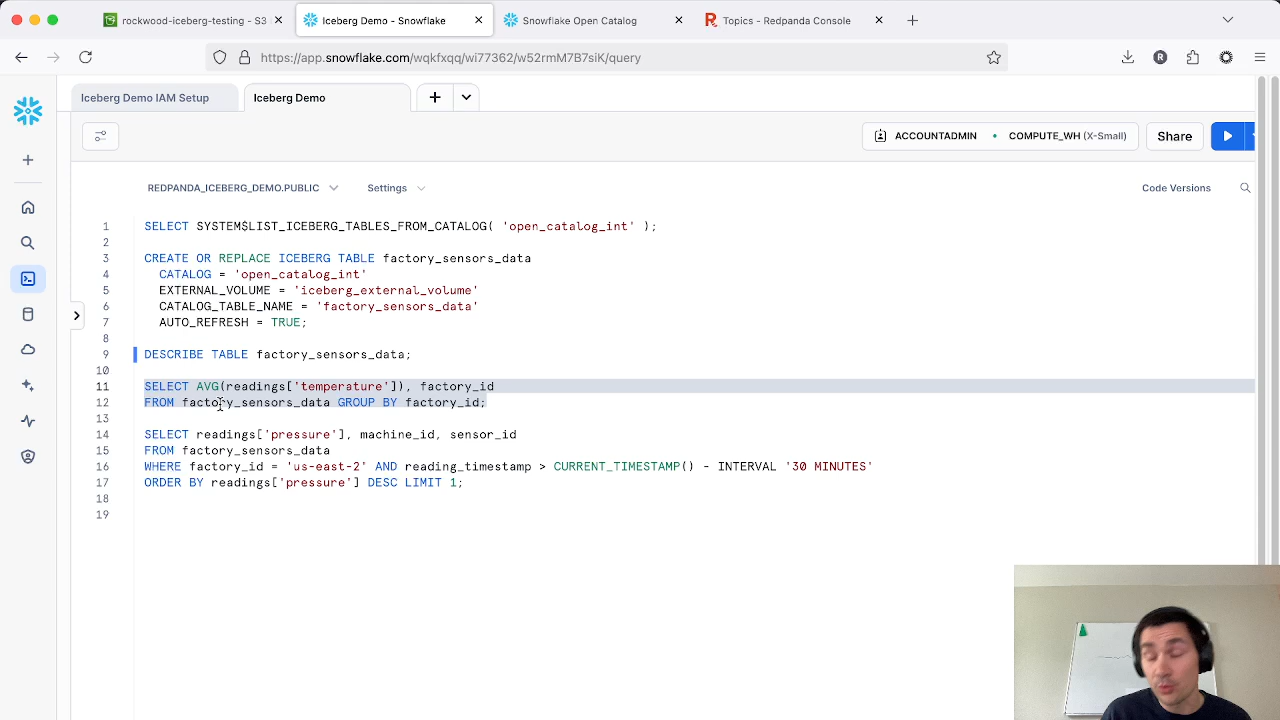 rockwood-iceberg-testing - S3
Iceberg Demo - Snowflake
Snowflake Open Catalog
Topics - Redpanda Console
https://app.snowflake.com/wqkfxqq/wi77362/w52rmM7B7siK/query
R
Iceberg Demo IAM Setup
Iceberg Demo
ACCOUNTADMIN
COMPUTE_WH (X-Small)
Share
REDPANDA_ICEBERG_DEMO.PUBLIC
Settings
Code Versions
1 SELECT SYSTEM$LIST_ICEBERG_TABLES_FROM_CATALOG( 'open_catalog_int' );
2
3 CREATE OR REPLACE ICEBERG TABLE factory_sensors_data
4 CATALOG = 'open_catalog_int'
5 EXTERNAL_VOLUME = 'iceberg_external_volume'
6 CATALOG_TABLE_NAME = 'factory_sensors_data'
7 AUTO_REFRESH = TRUE;
8
9 DESCRIBE TABLE factory_sensors_data;
10
11 SELECT AVG(readings['temperature']), factory_id
12 FROM factory_sensors_data GROUP BY factory_id;
13
14 SELECT readings['pressure'], machine_id, sensor_id
15 FROM factory_sensors_data
16 WHERE factory_id = 'us-east-2' AND reading_timestamp > CURRENT_TIMESTAMP() - INTERVAL '30 MINUTES'
17 ORDER BY readings['pressure'] DESC LIMIT 1;
18
19